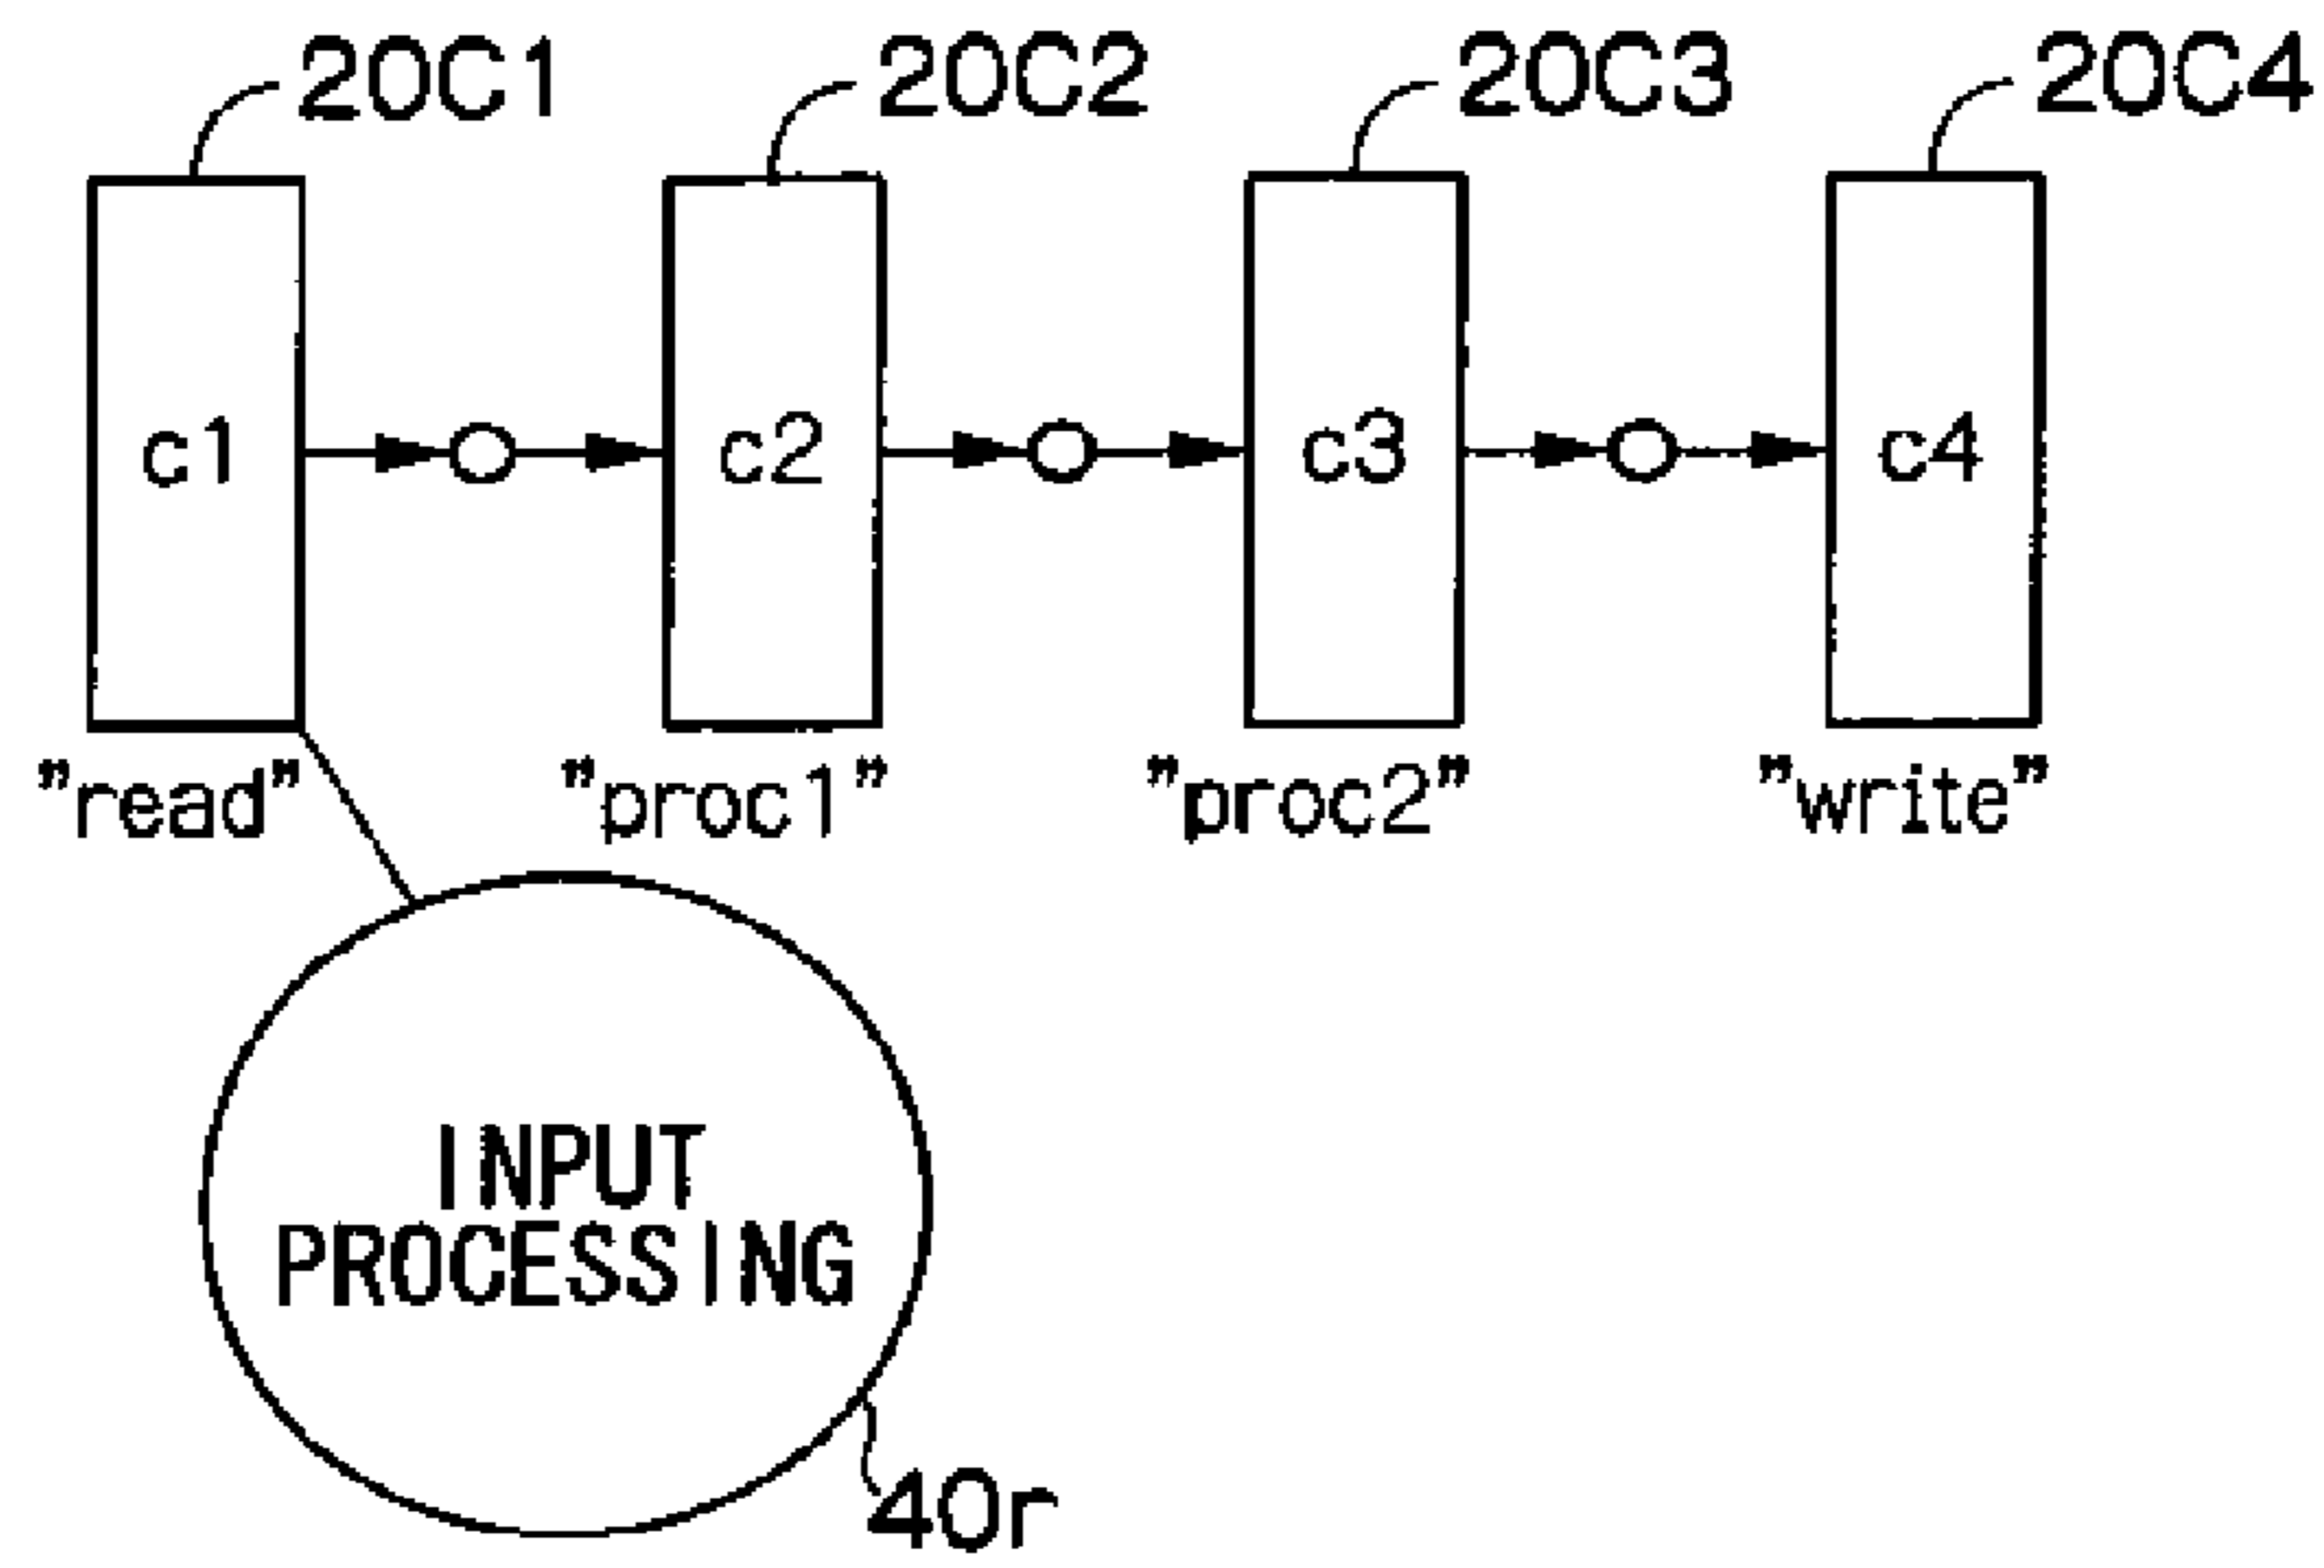 20C1 20C2 20C3 20C4
c1 c2 c3 c4
"read" "proc1" "proc2" "write"
INPUT
PROCESSING
40r